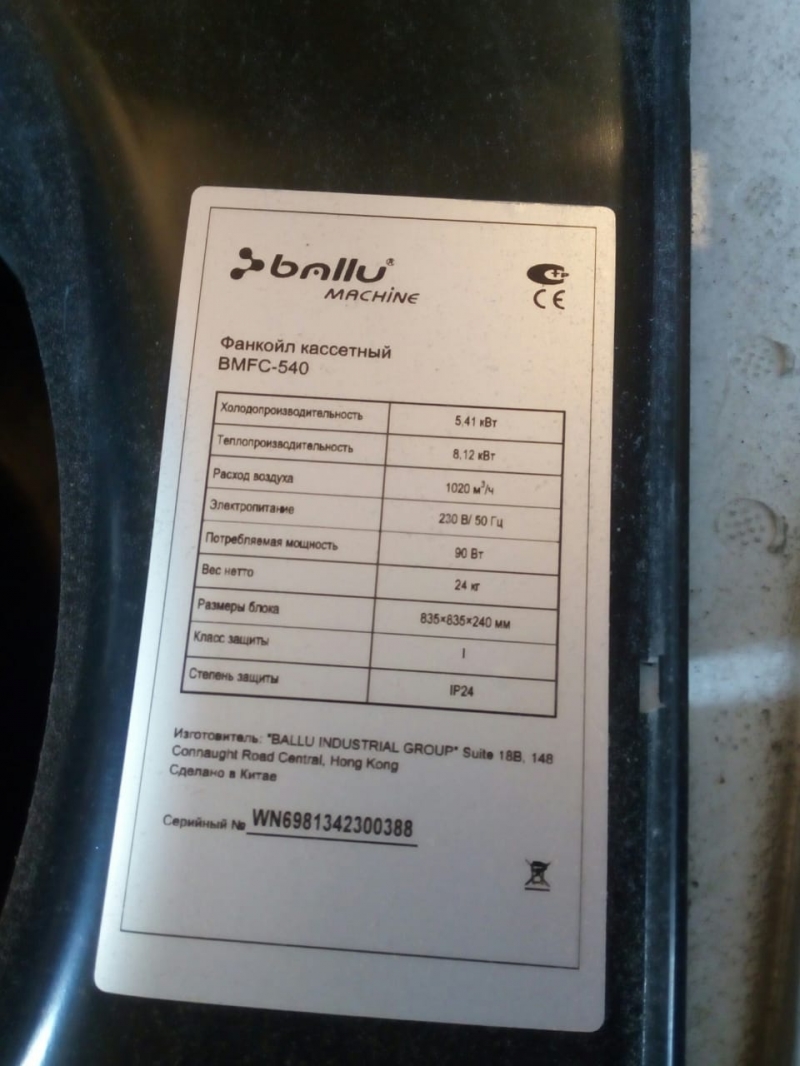 ballu®
MACHINE
CE
Фанкойл кассетный
BMFC-540
Холодопроизводительность 5,41 кВт
Теплопроизводительность 8,12 кВт
Расход воздуха 1020 м³/ч
Электропитание 230 В/ 50 Гц
Потребляемая мощность 90 Вт
Вес нетто 24 кг
Размеры блока 835×835×240 мм
Класс защиты I
Степень защиты IP24
Изготовитель: "BALLU INDUSTRIAL GROUP" Suite 18B, 148
Connaught Road Central, Hong Kong
Сделано в Китае
Серийный № WN6981342300388